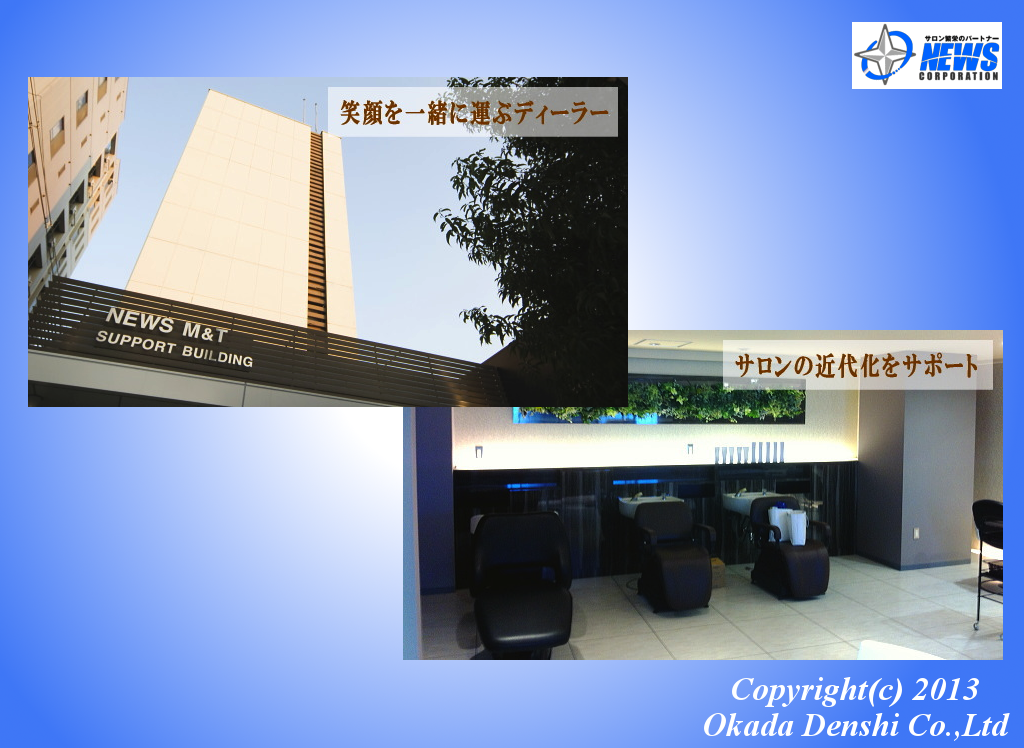 サロン繁栄のパートナー
NEWS
CORPORATION
笑顔を一緒に運ぶディーラー
NEWS M&T
SUPPORT BUILDING
サロンの近代化をサポート
Copyright(c) 2013
Okada Denshi Co.,Ltd